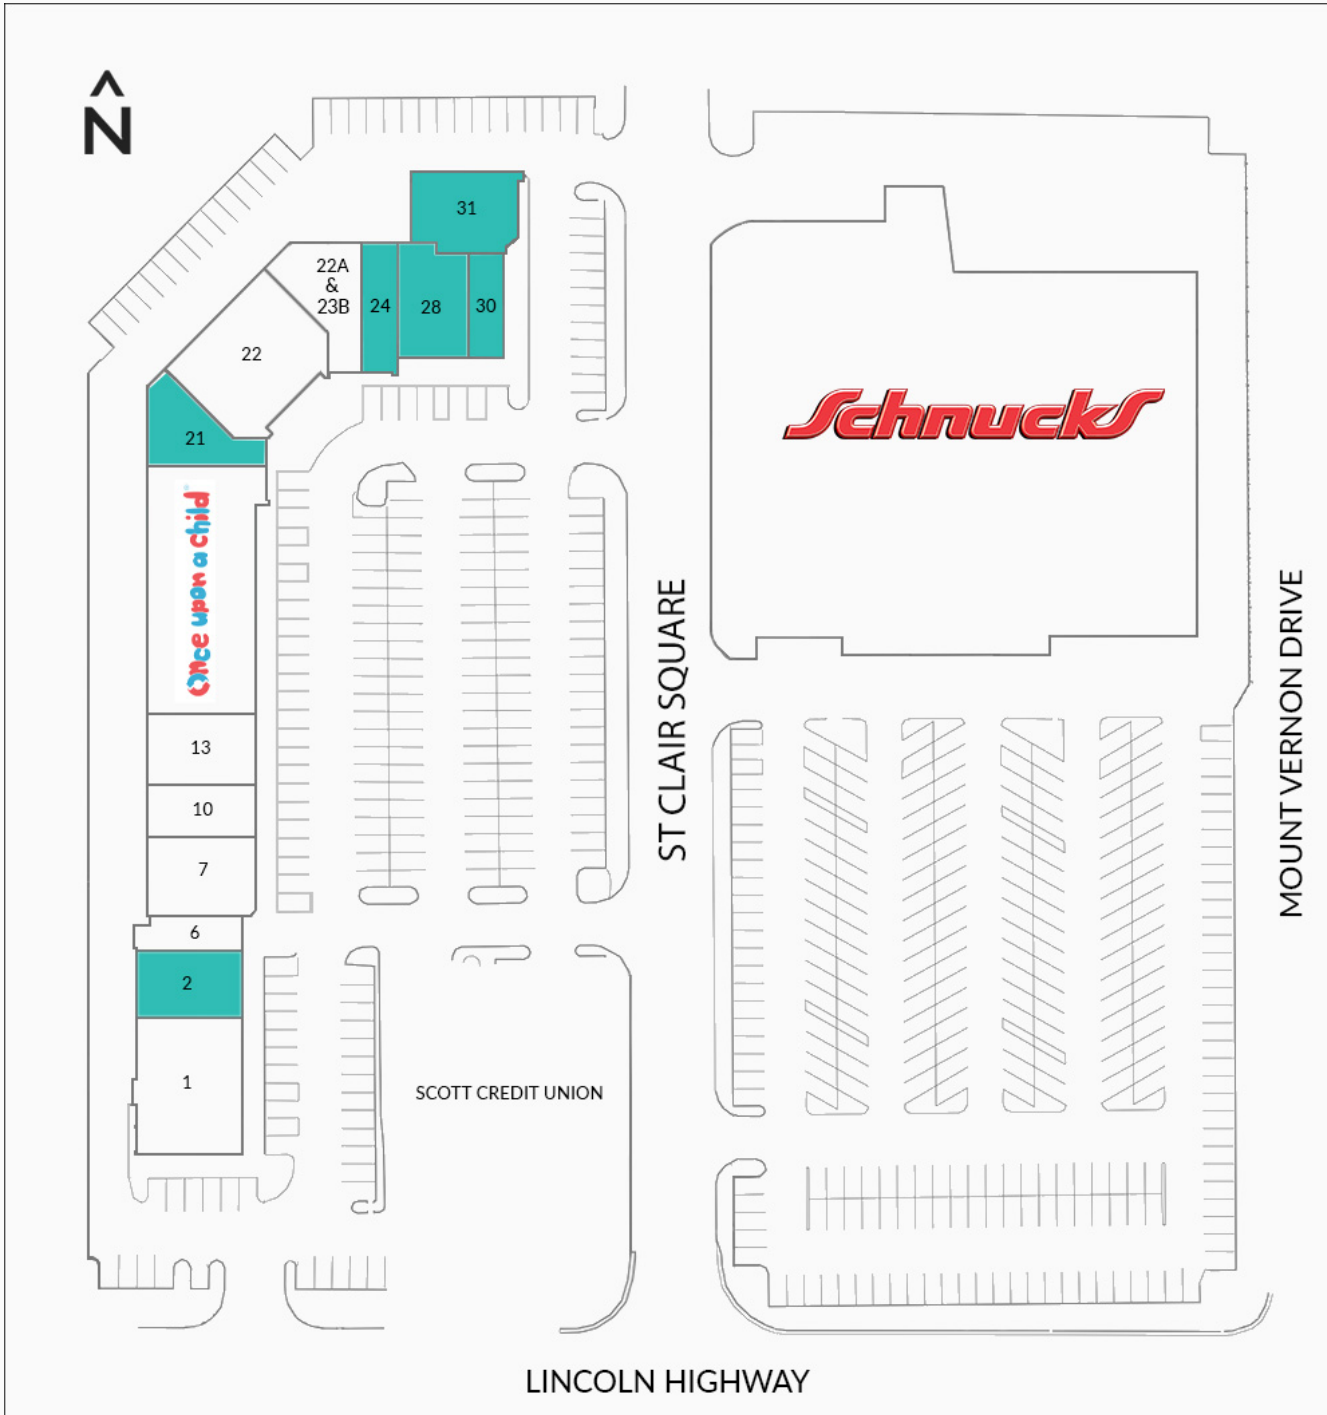 N
31
22A
&
23B
24
28
30
22
21
Schnucks
Once upon a child
ST CLAIR SQUARE
MOUNT VERNON DRIVE
13
10
7
6
2
1
SCOTT CREDIT UNION
LINCOLN HIGHWAY